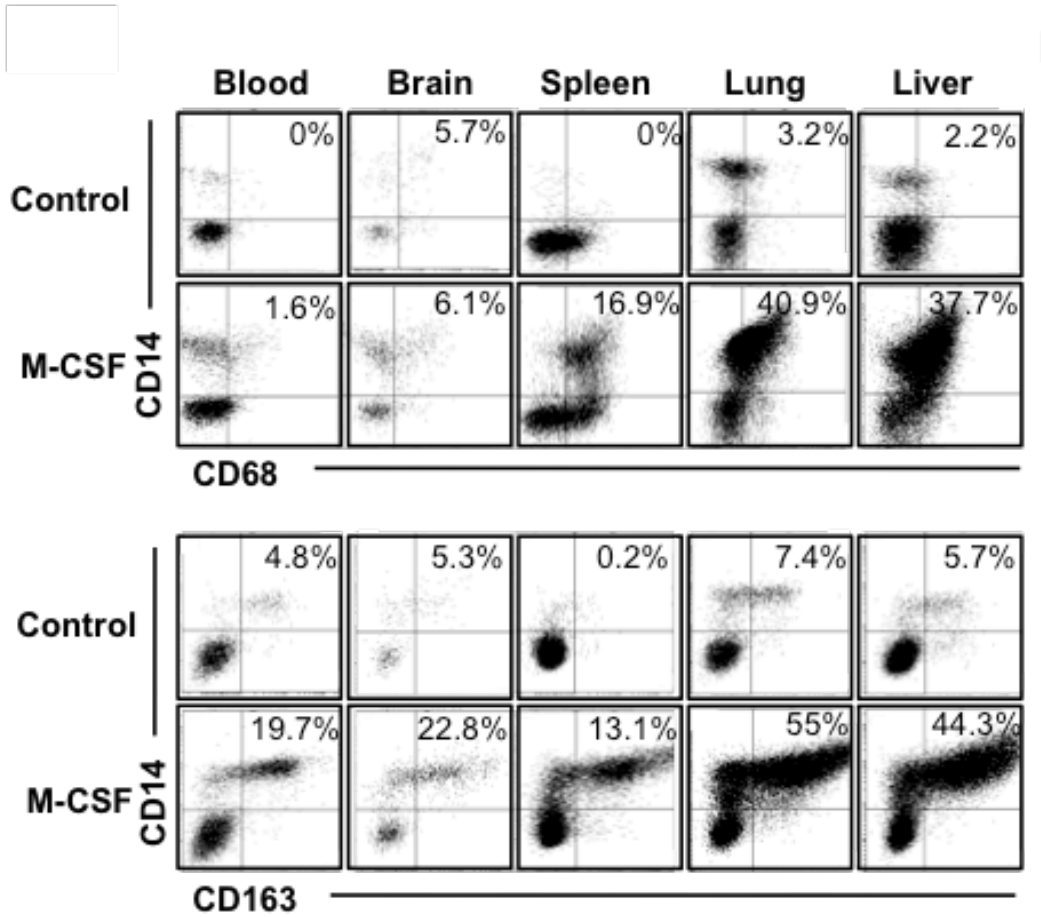 Blood Brain Spleen Lung Liver
Control 0% 5.7% 0% 3.2% 2.2%
M-CSF 1.6% 6.1% 16.9% 40.9% 37.7%
CD14
CD68
Control 4.8% 5.3% 0.2% 7.4% 5.7%
M-CSF 19.7% 22.8% 13.1% 55% 44.3%
CD14
CD163